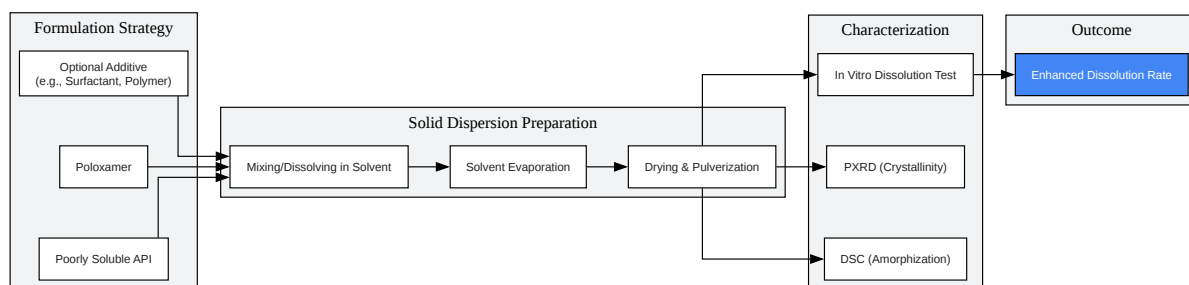 Formulation Strategy
Optional Additive
(e.g., Surfactant, Polymer)
Poloxamer
Poorly Soluble API
Solid Dispersion Preparation
Mixing/Dissolving in Solvent
Solvent Evaporation
Drying & Pulverization
Characterization
In Vitro Dissolution Test
PXRD (Crystallinity)
DSC (Amorphization)
Outcome
Enhanced Dissolution Rate